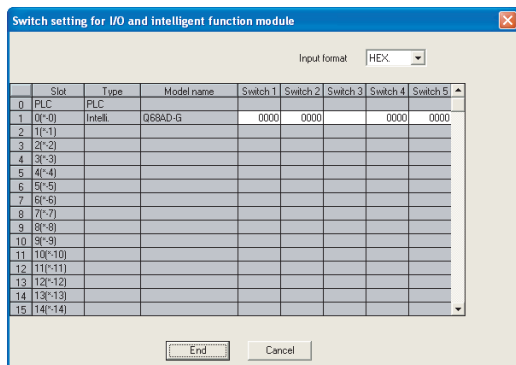 Switch setting for I/O and intelligent function module
Input format HEX.
Slot Type Model name Switch 1 Switch 2 Switch 3 Switch 4 Switch 5
0 PLC PLC
1 0(*-0) Intelli. Q68AD-G 0000 0000 0000 0000
2 1(*-1)
3 2(*-2)
4 3(*-3)
5 4(*-4)
6 5(*-5)
7 6(*-6)
8 7(*-7)
9 8(*-8)
10 9(*-9)
11 10(*-10)
12 11(*-11)
13 12(*-12)
14 13(*-13)
15 14(*-14)
End Cancel